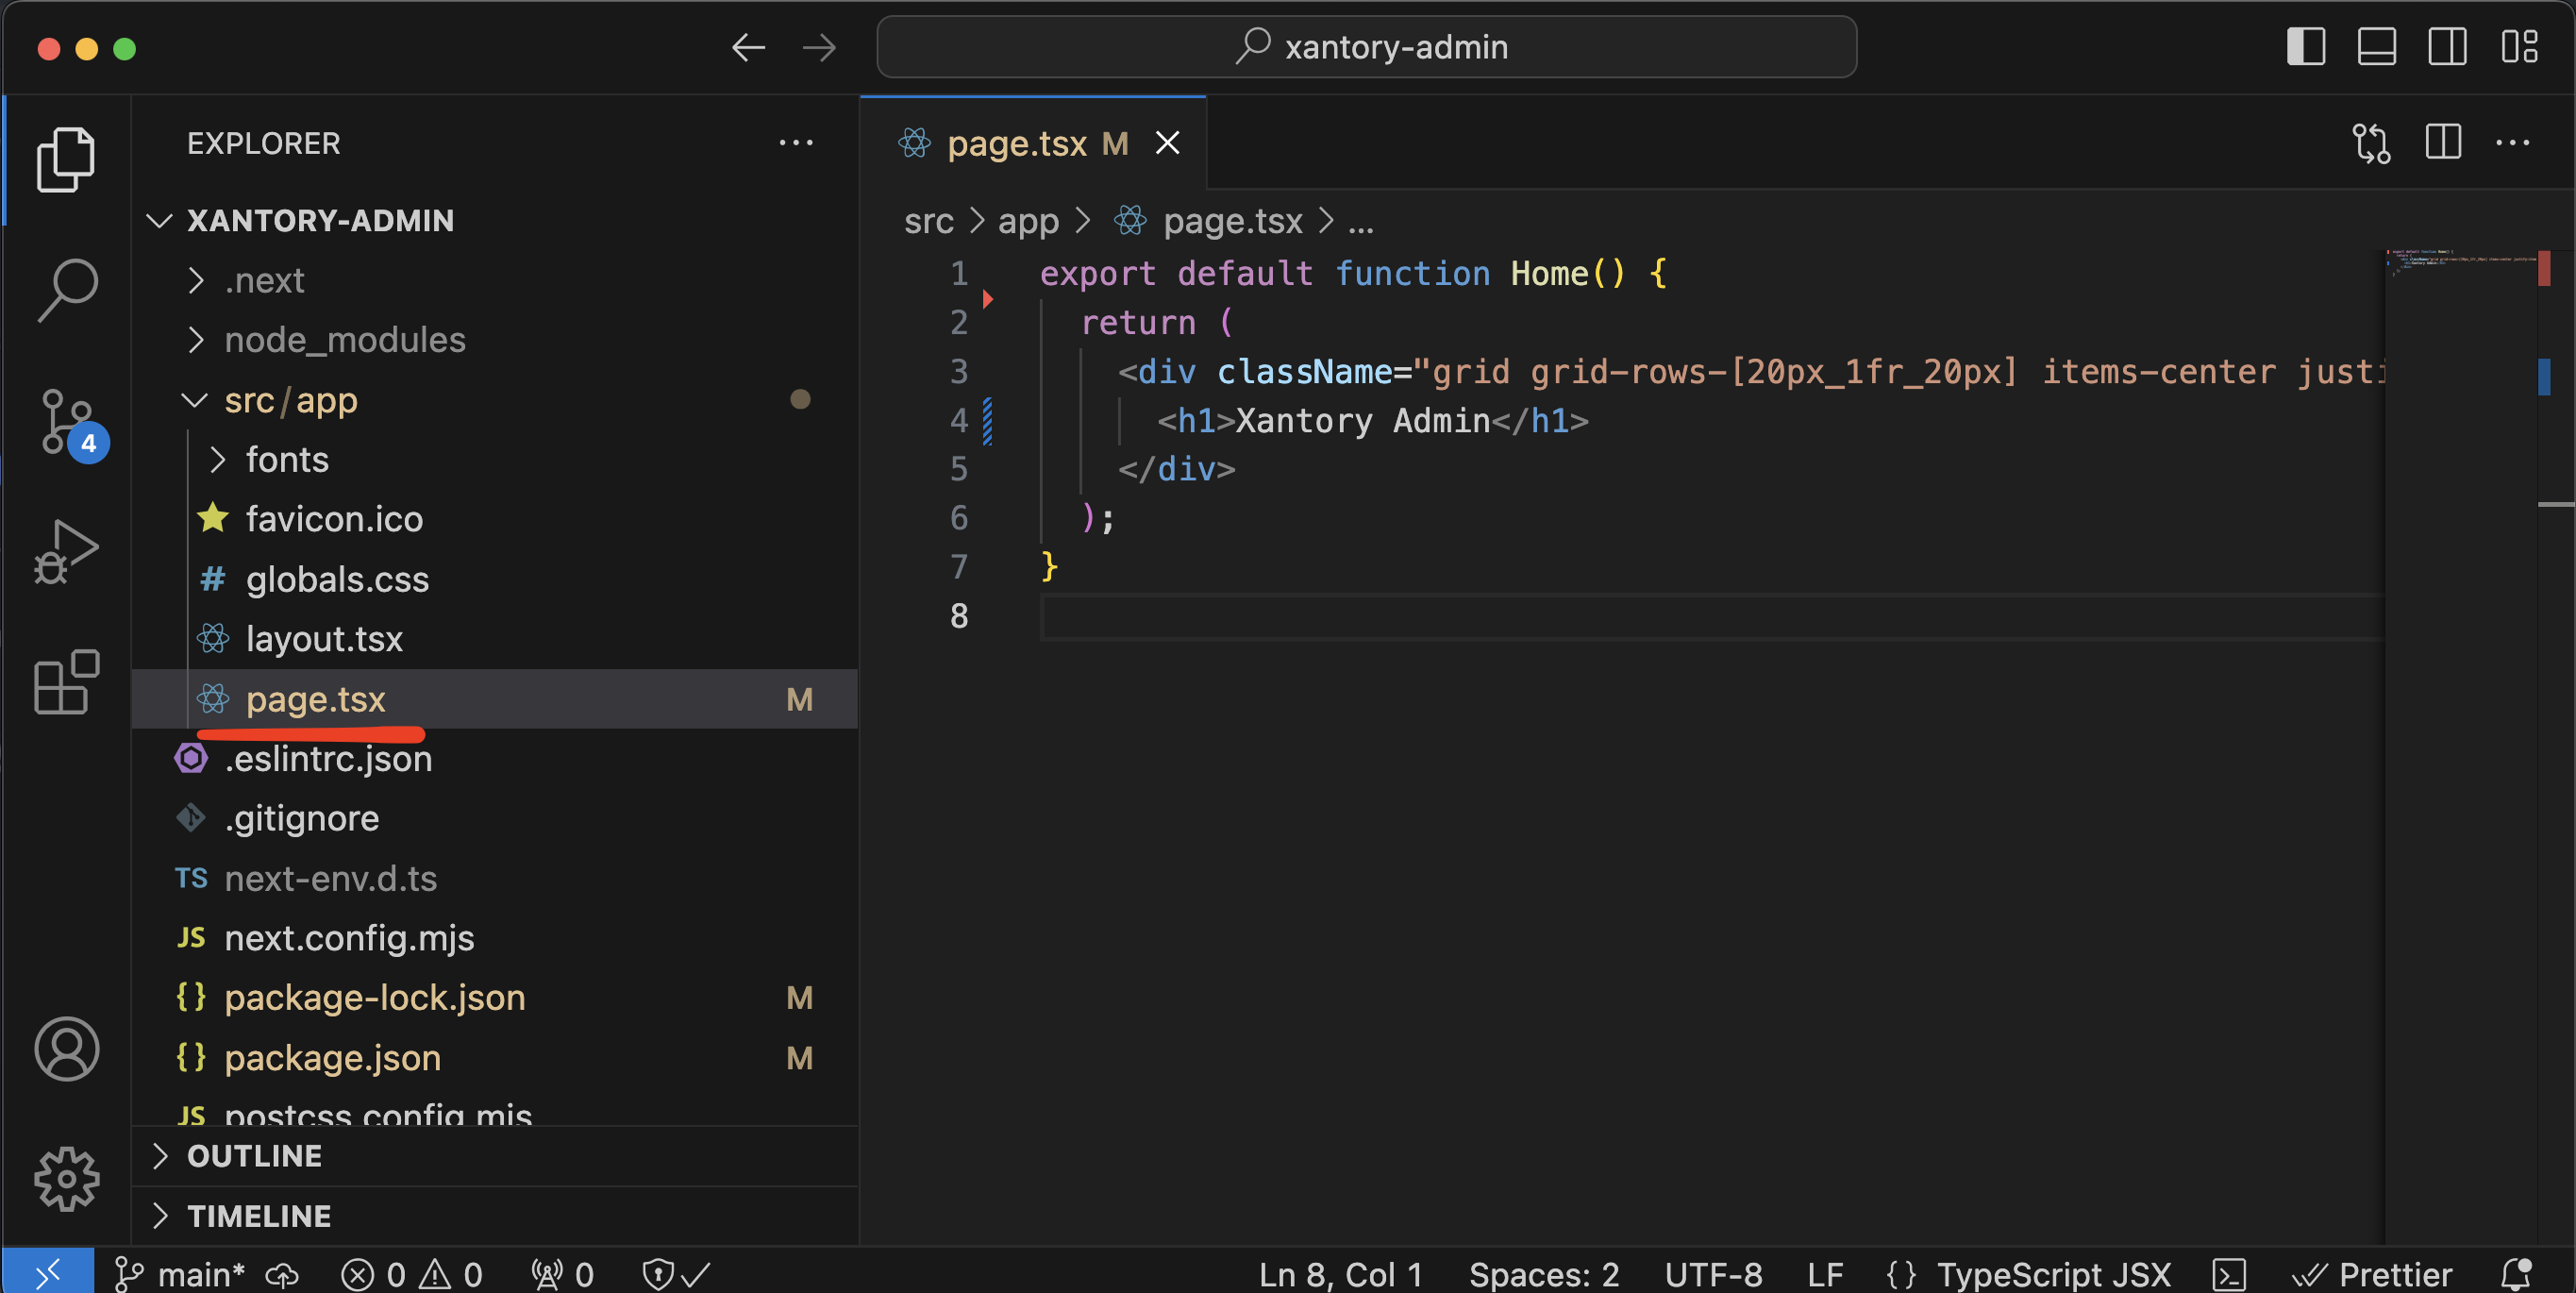 xantory-admin
EXPLORER
XANTORY-ADMIN
.next
node_modules
src/app
fonts
favicon.ico
# globals.css
layout.tsx
page.tsx M
.eslintrc.json
.gitignore
TS next-env.d.ts
JS next.config.mjs
{} package-lock.json M
{} package.json M
JS postcss.config.mjs
OUTLINE
TIMELINE
4
page.tsx M
src > app > page.tsx > ...
1 export default function Home() {
2 return (
3 <div className="grid grid-rows-[20px_1fr_20px] items-center justi
4 <h1>Xantory Admin</h1>
5 </div>
6 );
7 }
8
main* 0 0 0 Ln 8, Col 1 Spaces: 2 UTF-8 LF {} TypeScript JSX Prettier